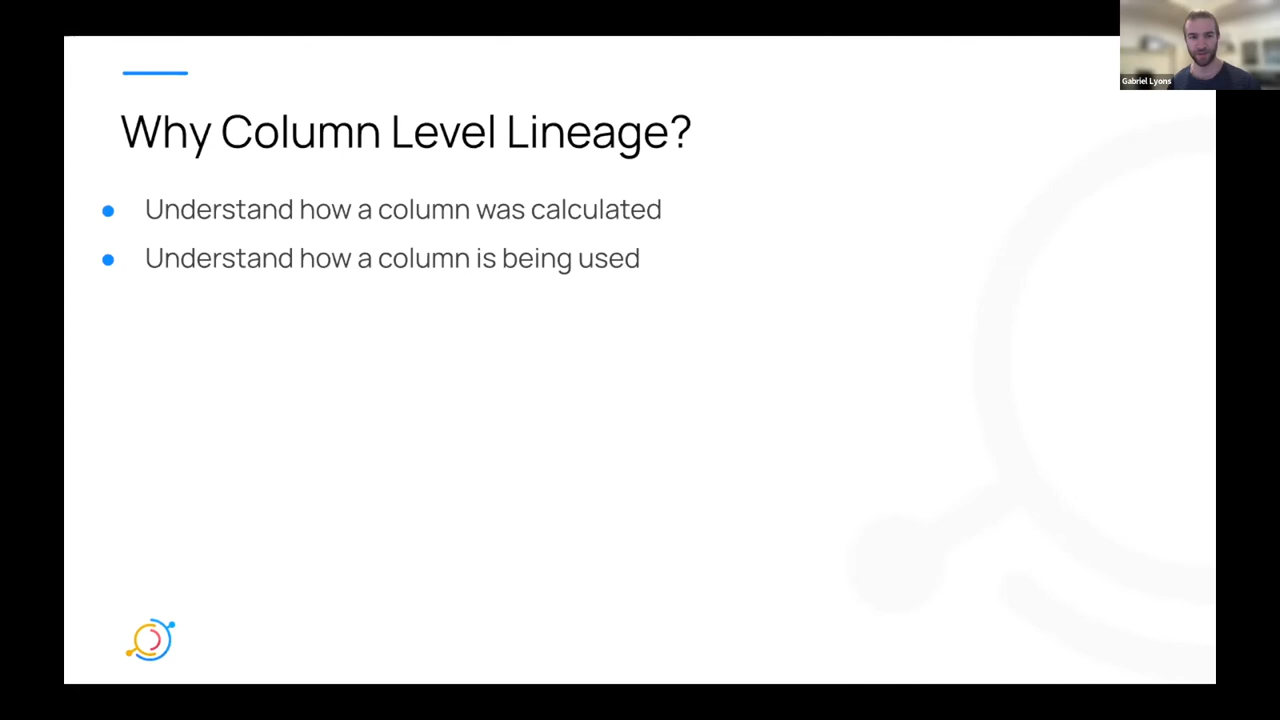 Gabriel Lyons
Why Column Level Lineage?
Understand how a column was calculated
Understand how a column is being used